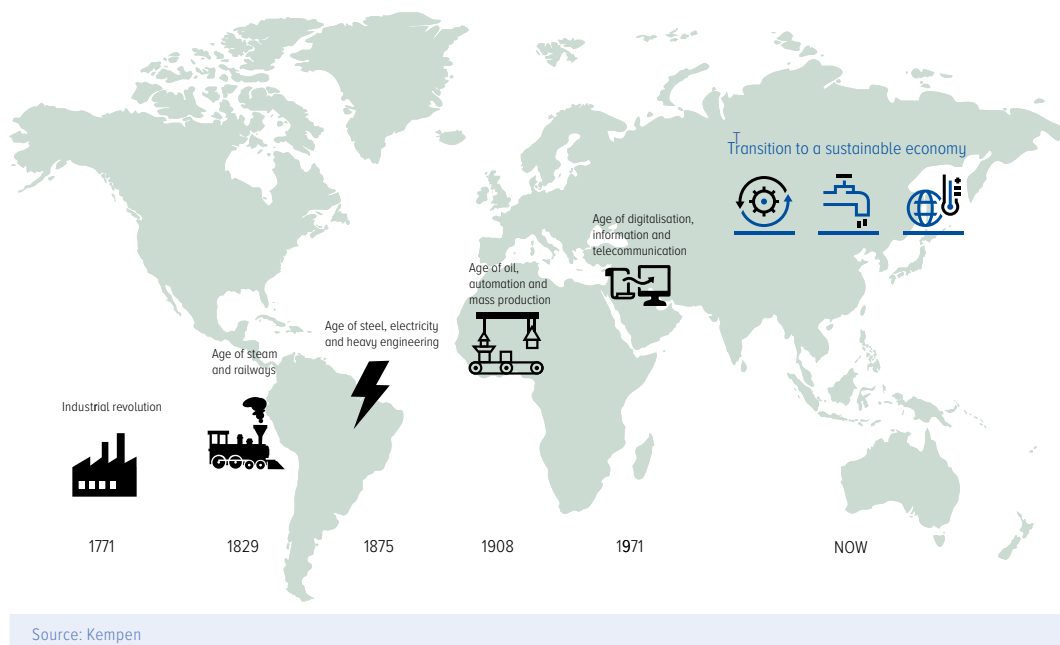 T
Transition to a sustainable economy
Age of digitalisation,
information and
telecommunication
Age of oil,
automation and
mass production
Age of steel, electricity
and heavy engineering
Age of steam
and railways
Industrial revolution
1771
1829
1875
1908
1971
NOW
Source: Kempen